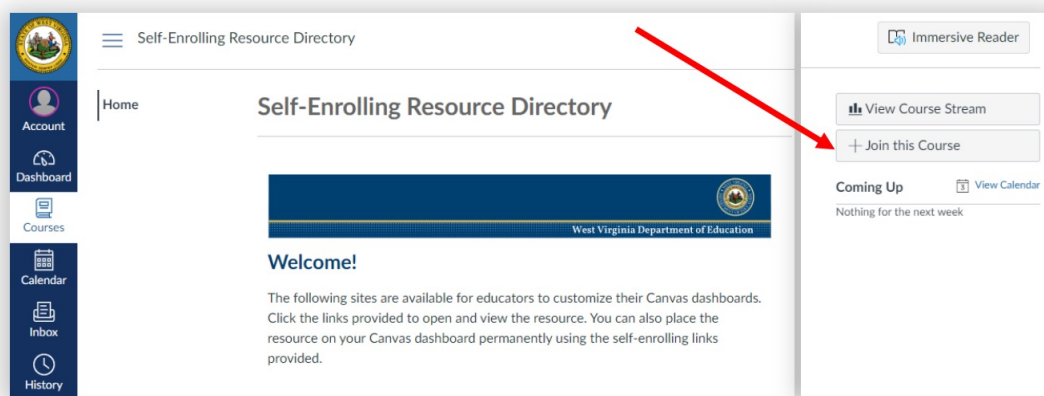 Self-Enrolling Resource Directory
Immersive Reader
Account
Dashboard
Courses
Calendar
Inbox
History
Home
Self-Enrolling Resource Directory
West Virginia Department of Education
Welcome!
The following sites are available for educators to customize their Canvas dashboards.
Click the links provided to open and view the resource. You can also place the
resource on your Canvas dashboard permanently using the self-enrolling links
provided.
View Course Stream
Join this Course
Coming Up
3 View Calendar
Nothing for the next week